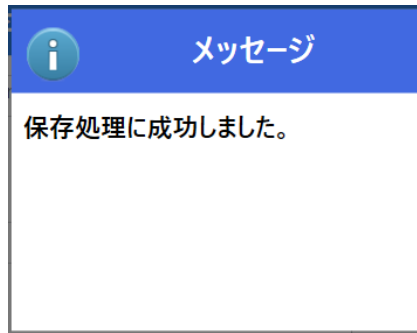 メッセージ
保存処理に成功しました。